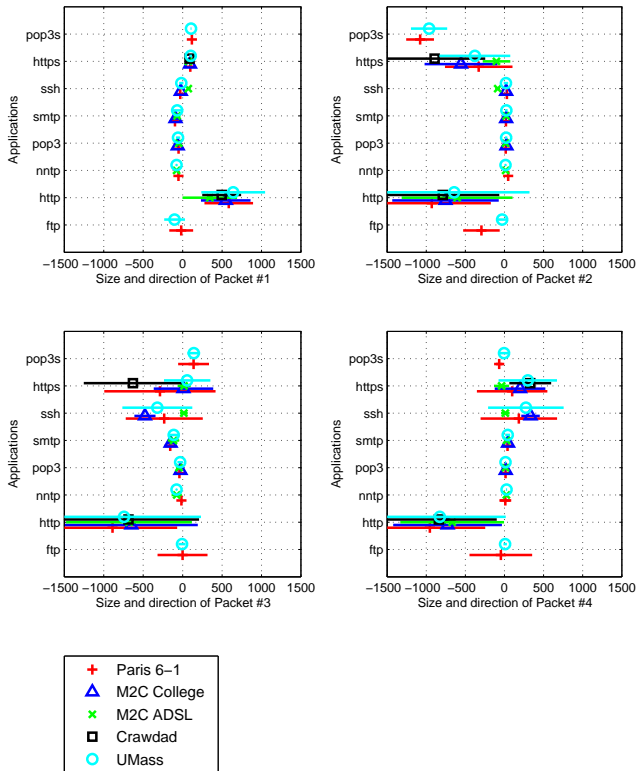 pop3s
https
ssh
smtp
pop3
nntp
http
ftp
Applications
−1500 −1000 −500 0 500 1000 1500
Size and direction of Packet #1
pop3s
https
ssh
smtp
pop3
nntp
http
ftp
Applications
−1500 −1000 −500 0 500 1000 1500
Size and direction of Packet #2
pop3s
https
ssh
smtp
pop3
nntp
http
ftp
Applications
−1500 −1000 −500 0 500 1000 1500
Size and direction of Packet #3
pop3s
https
ssh
smtp
pop3
nntp
http
ftp
Applications
−1500 −1000 −500 0 500 1000 1500
Size and direction of Packet #4
Paris 6−1
M2C College
M2C ADSL
Crawdad
UMass